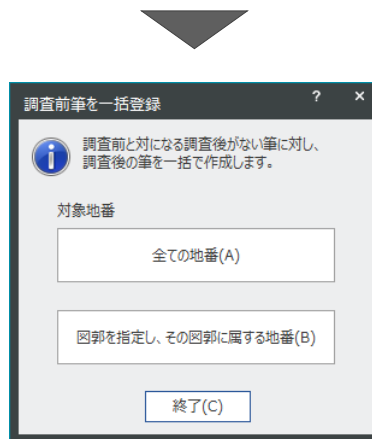 調査前筆を一括登録 ? ×
調査前と対になる調査後がない筆に対し、
調査後の筆を一括で作成します。
対象地番
全ての地番(A)
図郭を指定し、その図郭に属する地番(B)
終了(C)